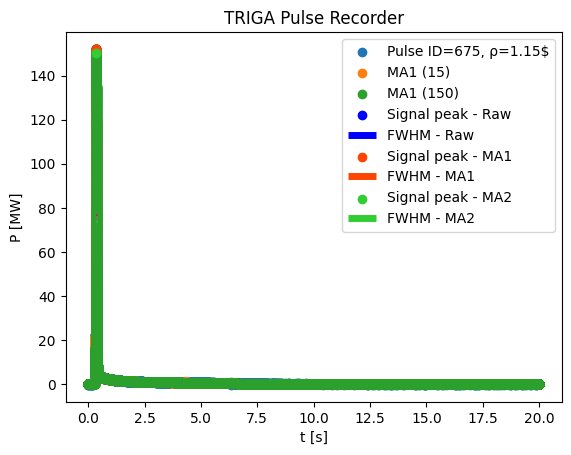 TRIGA Pulse Recorder
P [MW]
140
120
100
80
60
40
20
0
0.0 2.5 5.0 7.5 10.0 12.5 15.0 17.5 20.0
t [s]
Pulse ID=675, ρ=1.15$
MA1 (15)
MA1 (150)
Signal peak - Raw
FWHM - Raw
Signal peak - MA1
FWHM - MA1
Signal peak - MA2
FWHM - MA2